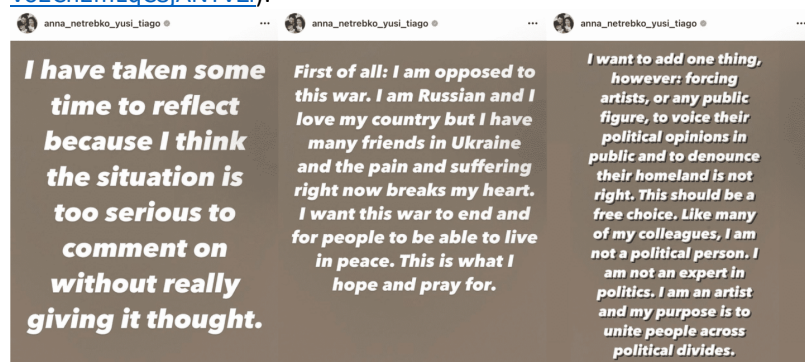 anna_netrebko_yusi_tiago
I have taken some
time to reflect
because I think
the situation is
too serious to
comment on
without really
giving it thought.
anna_netrebko_yusi_tiago
First of all: I am opposed to
this war. I am Russian and I
love my country but I have
many friends in Ukraine
and the pain and suffering
right now breaks my heart.
I want this war to end and
for people to be able to live
in peace. This is what I
hope and pray for.
anna_netrebko_yusi_tiago
I want to add one thing,
however: forcing
artists, or any public
figure, to voice their
political opinions in
public and to denounce
their homeland is not
right. This should be a
free choice. Like many
of my colleagues, I am
not a political person. I
am not an expert in
politics. I am an artist
and my purpose is to
unite people across
political divides.